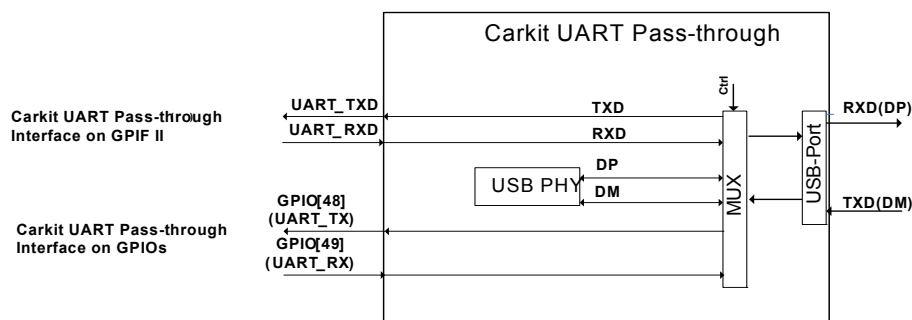 Carkit UART Pass-through
Ctrl
Carkit UART Pass-through
Interface on GPIF II
UART_TXD
TXD
RXD(DP)
UART_RXD
RXD
USB PHY
DP
DM
MUX
USB-Port
TXD(DM)
Carkit UART Pass-through
Interface on GPIOs
GPIO[48]
(UART_TX)
GPIO[49]
(UART_RX)